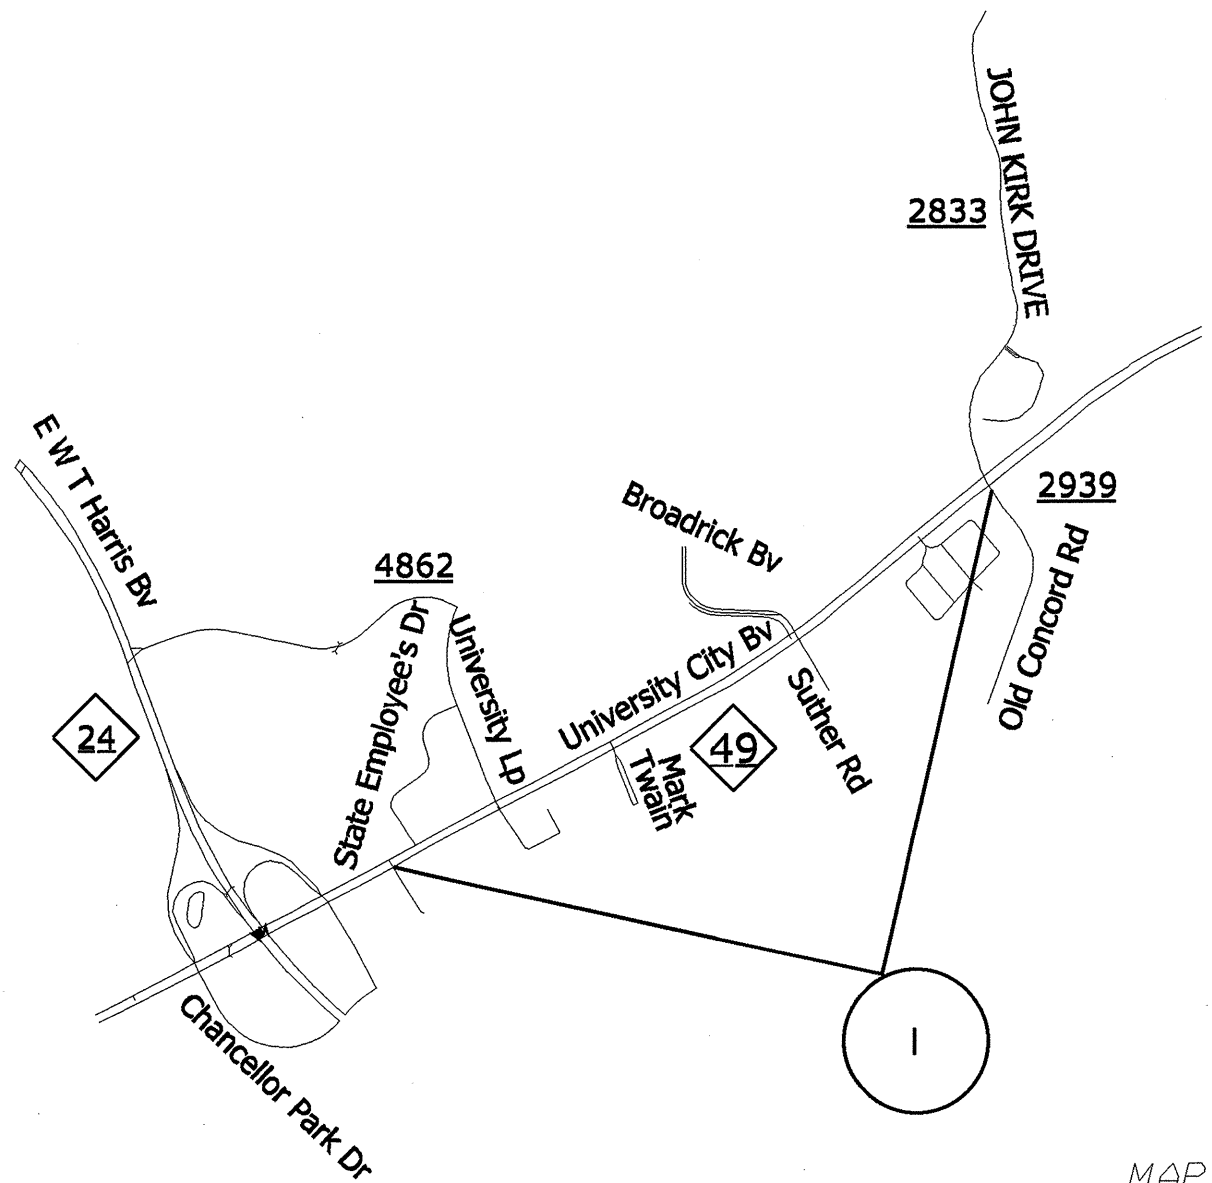 JOHN KIRK DRIVE
2833
E W T Harris Bv
2939
Broadrick Bv
Old Concord Rd
4862
State Employee's Dr
University Lp
University City Bv
Suther Rd
24
49
Mark
Twain
Chancellor Park Dr
I
MAP